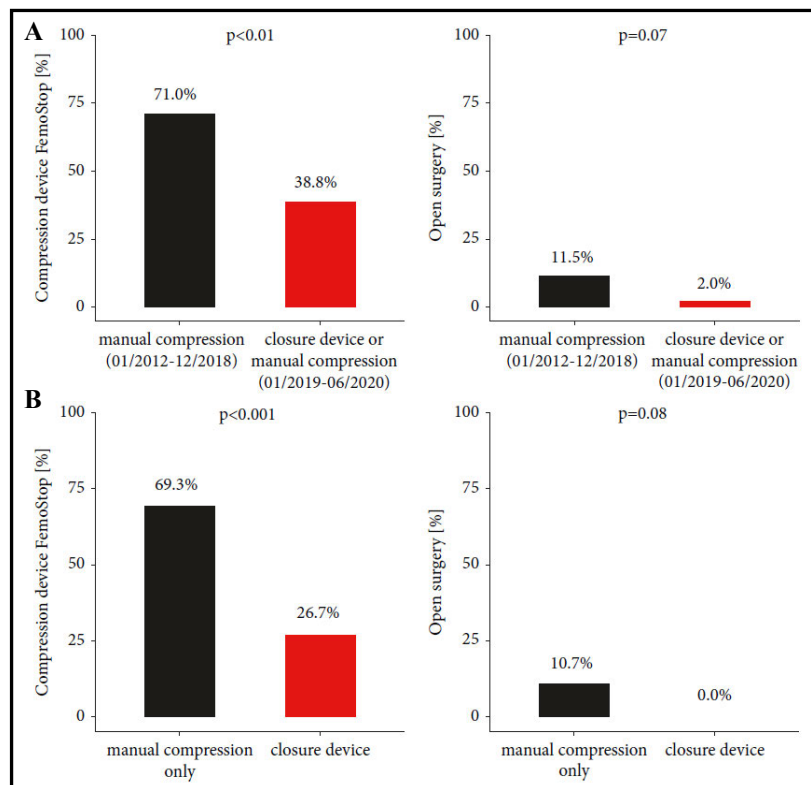 A
100
75
50
25
0
Compression device FemoStop [%]
p<0.01
71.0%
38.8%
manual compression
(01/2012-12/2018)
closure device or
manual compression
(01/2019-06/2020)
100
75
50
25
0
Open surgery [%]
p=0.07
11.5%
2.0%
manual compression
(01/2012-12/2018)
closure device or
manual compression
(01/2019-06/2020)
B
100
75
50
25
0
Compression device FemoStop [%]
p<0.001
69.3%
26.7%
manual compression
only
closure device
100
75
50
25
0
Open surgery [%]
p=0.08
10.7%
0.0%
manual compression
only
closure device